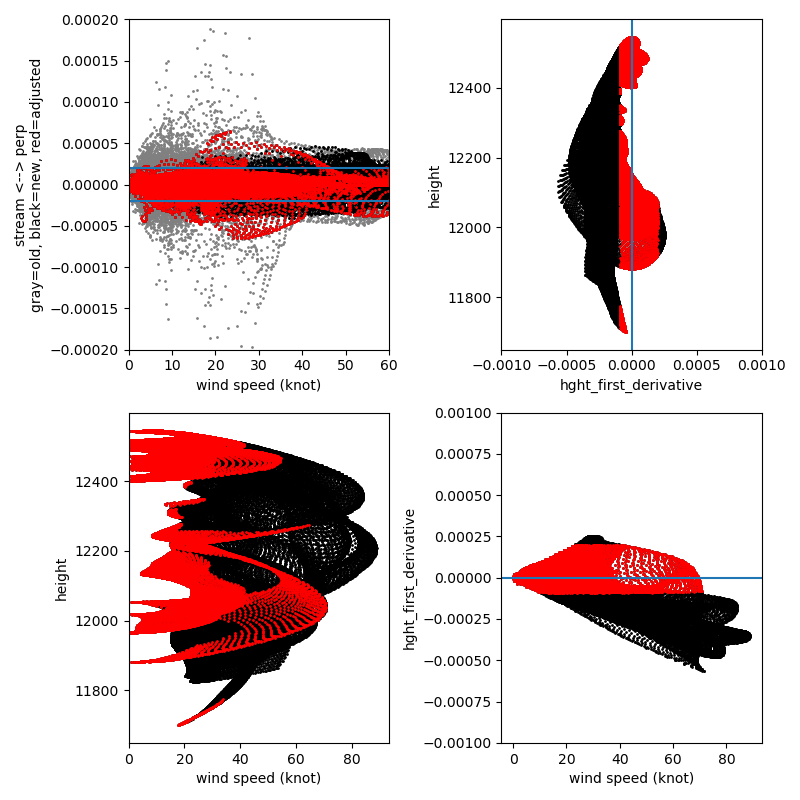 0.00020
0.00015
0.00010
0.00005
0.00000
−0.00005
−0.00010
−0.00015
−0.00020
stream <--> perp
gray=old, black=new, red=adjusted
0 10 20 30 40 50 60
wind speed (knot)
12400
12200
12000
11800
height
−0.0010 −0.0005 0.0000 0.0005 0.0010
hght_first_derivative
12400
12200
12000
11800
height
0 20 40 60 80
wind speed (knot)
0.00100
0.00075
0.00050
0.00025
0.00000
−0.00025
−0.00050
−0.00075
−0.00100
hght_first_derivative
0 20 40 60 80
wind speed (knot)